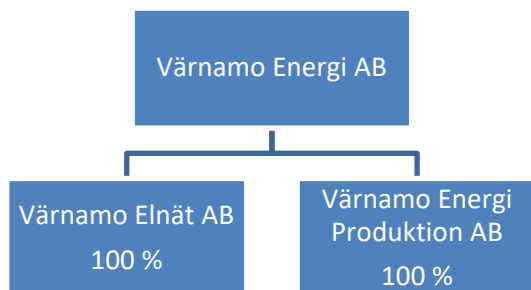 Värnamo Energi AB
Värnamo Elnät AB
100 %
Värnamo Energi
Produktion AB
100 %